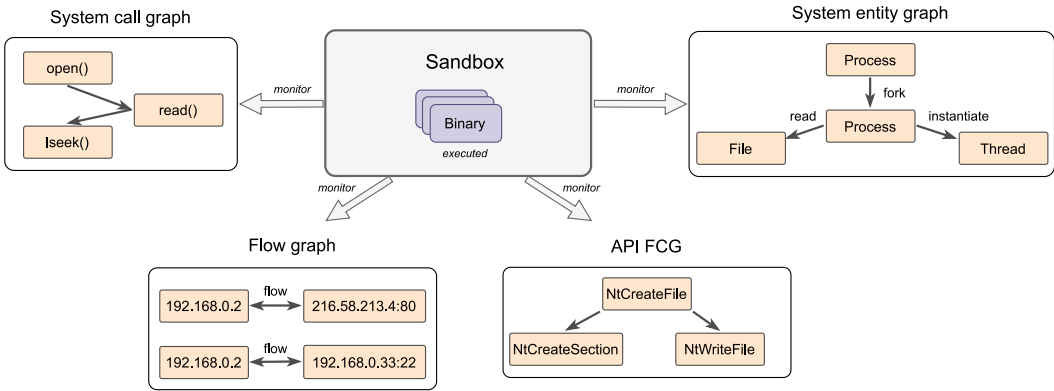 System call graph
open()
read()
lseek()
monitor
Sandbox
Binary
executed
monitor
System entity graph
Process
fork
Process
read
instantiate
File
Thread
monitor
monitor
Flow graph
192.168.0.2
flow
216.58.213.4:80
192.168.0.2
flow
192.168.0.33:22
API FCG
NtCreateFile
NtCreateSection
NtWriteFile